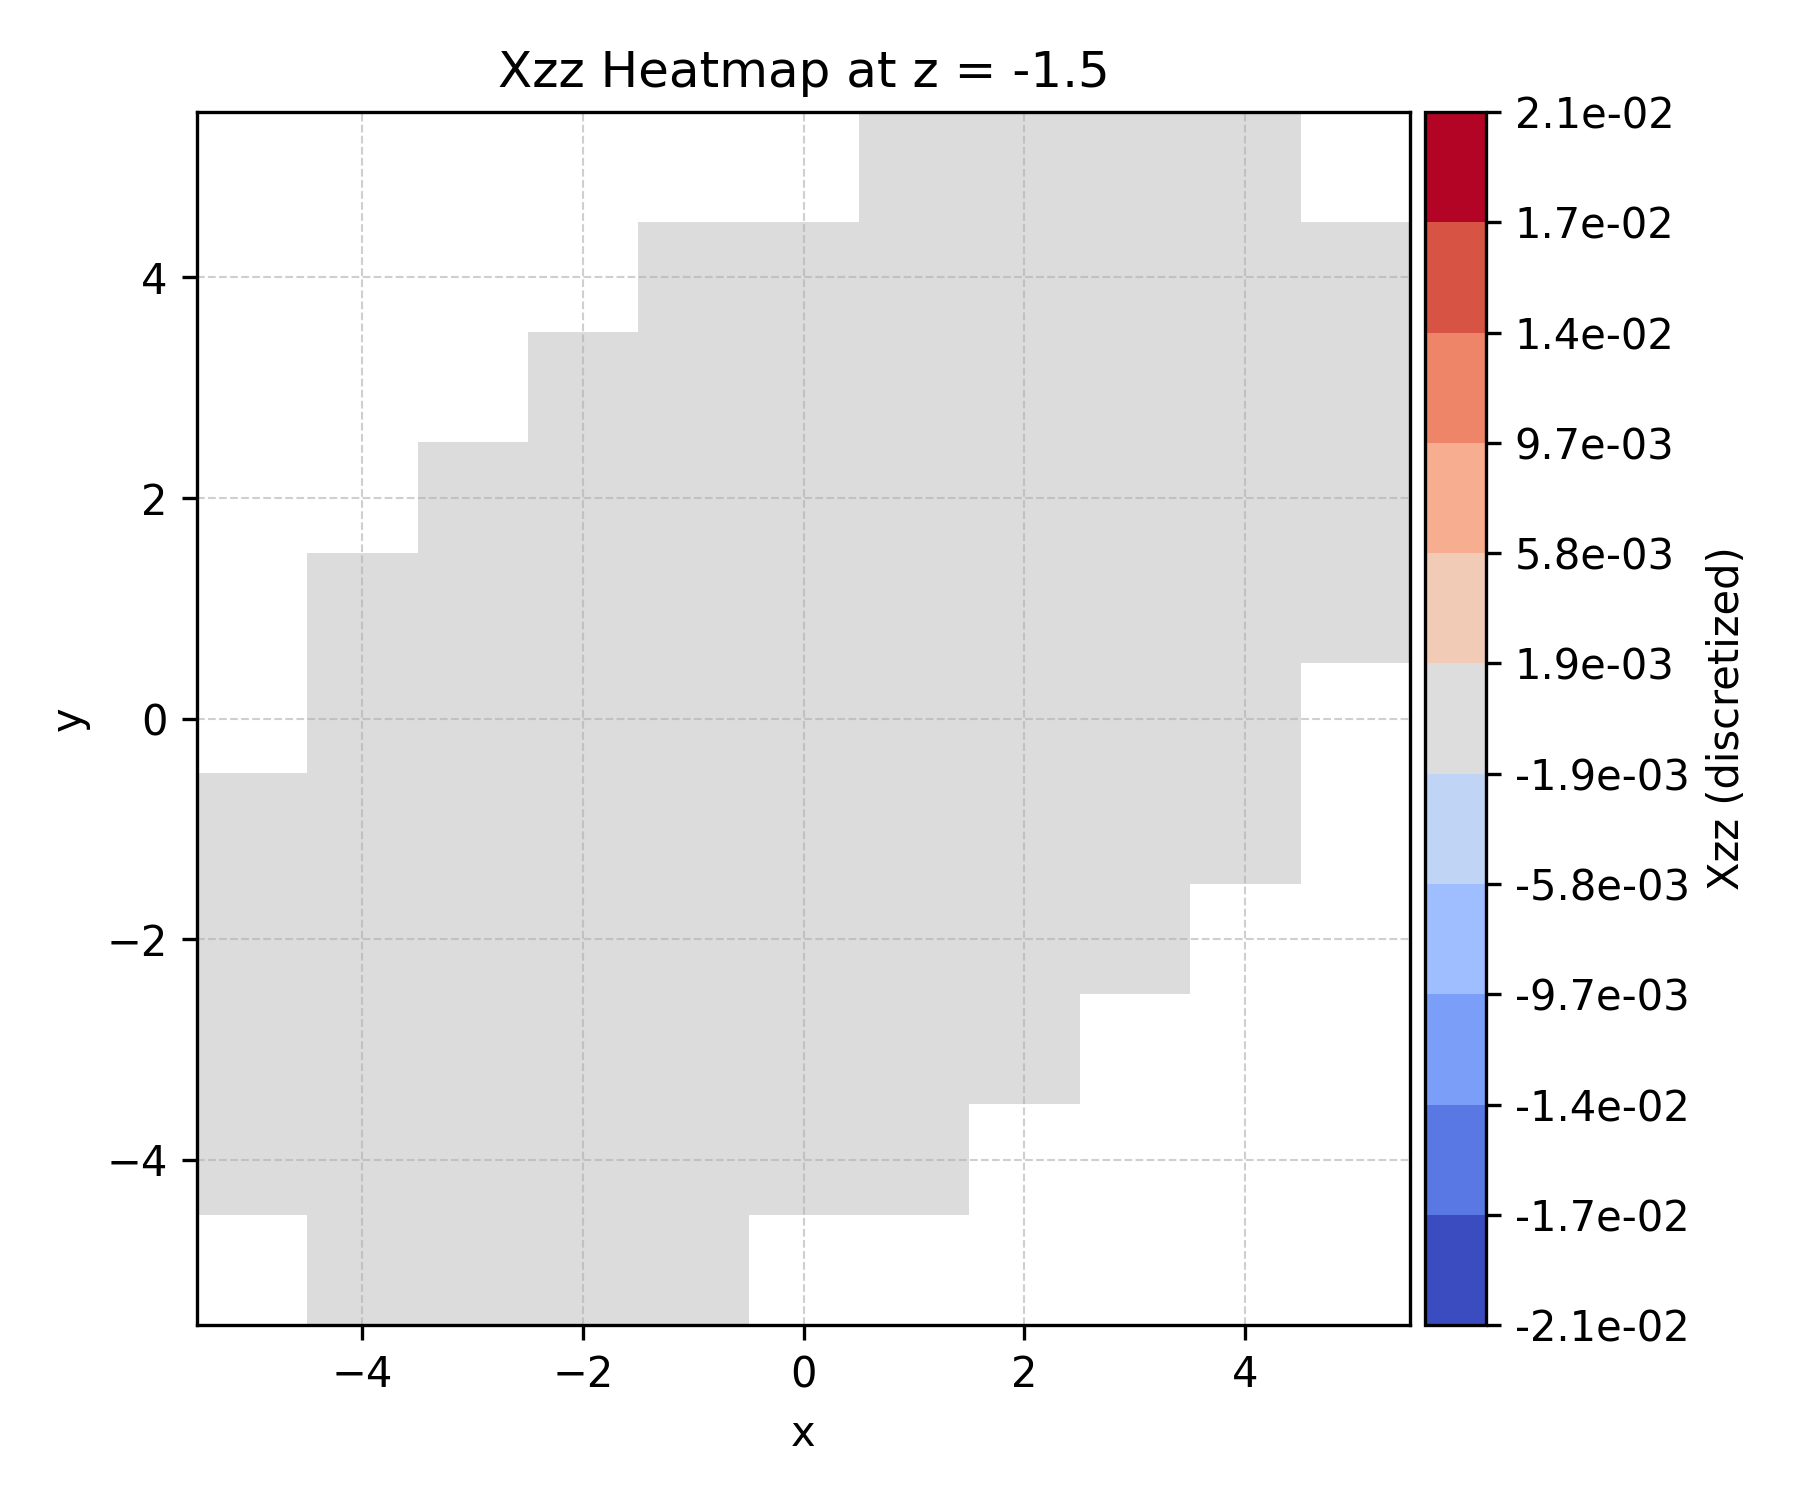 Xzz Heatmap at z = -1.5
4
2
0
−2
−4
y
−4
−2
0
2
4
x
2.1e-02
1.7e-02
1.4e-02
9.7e-03
5.8e-03
1.9e-03
-1.9e-03
-5.8e-03
-9.7e-03
-1.4e-02
-1.7e-02
-2.1e-02
Xzz (discretized)